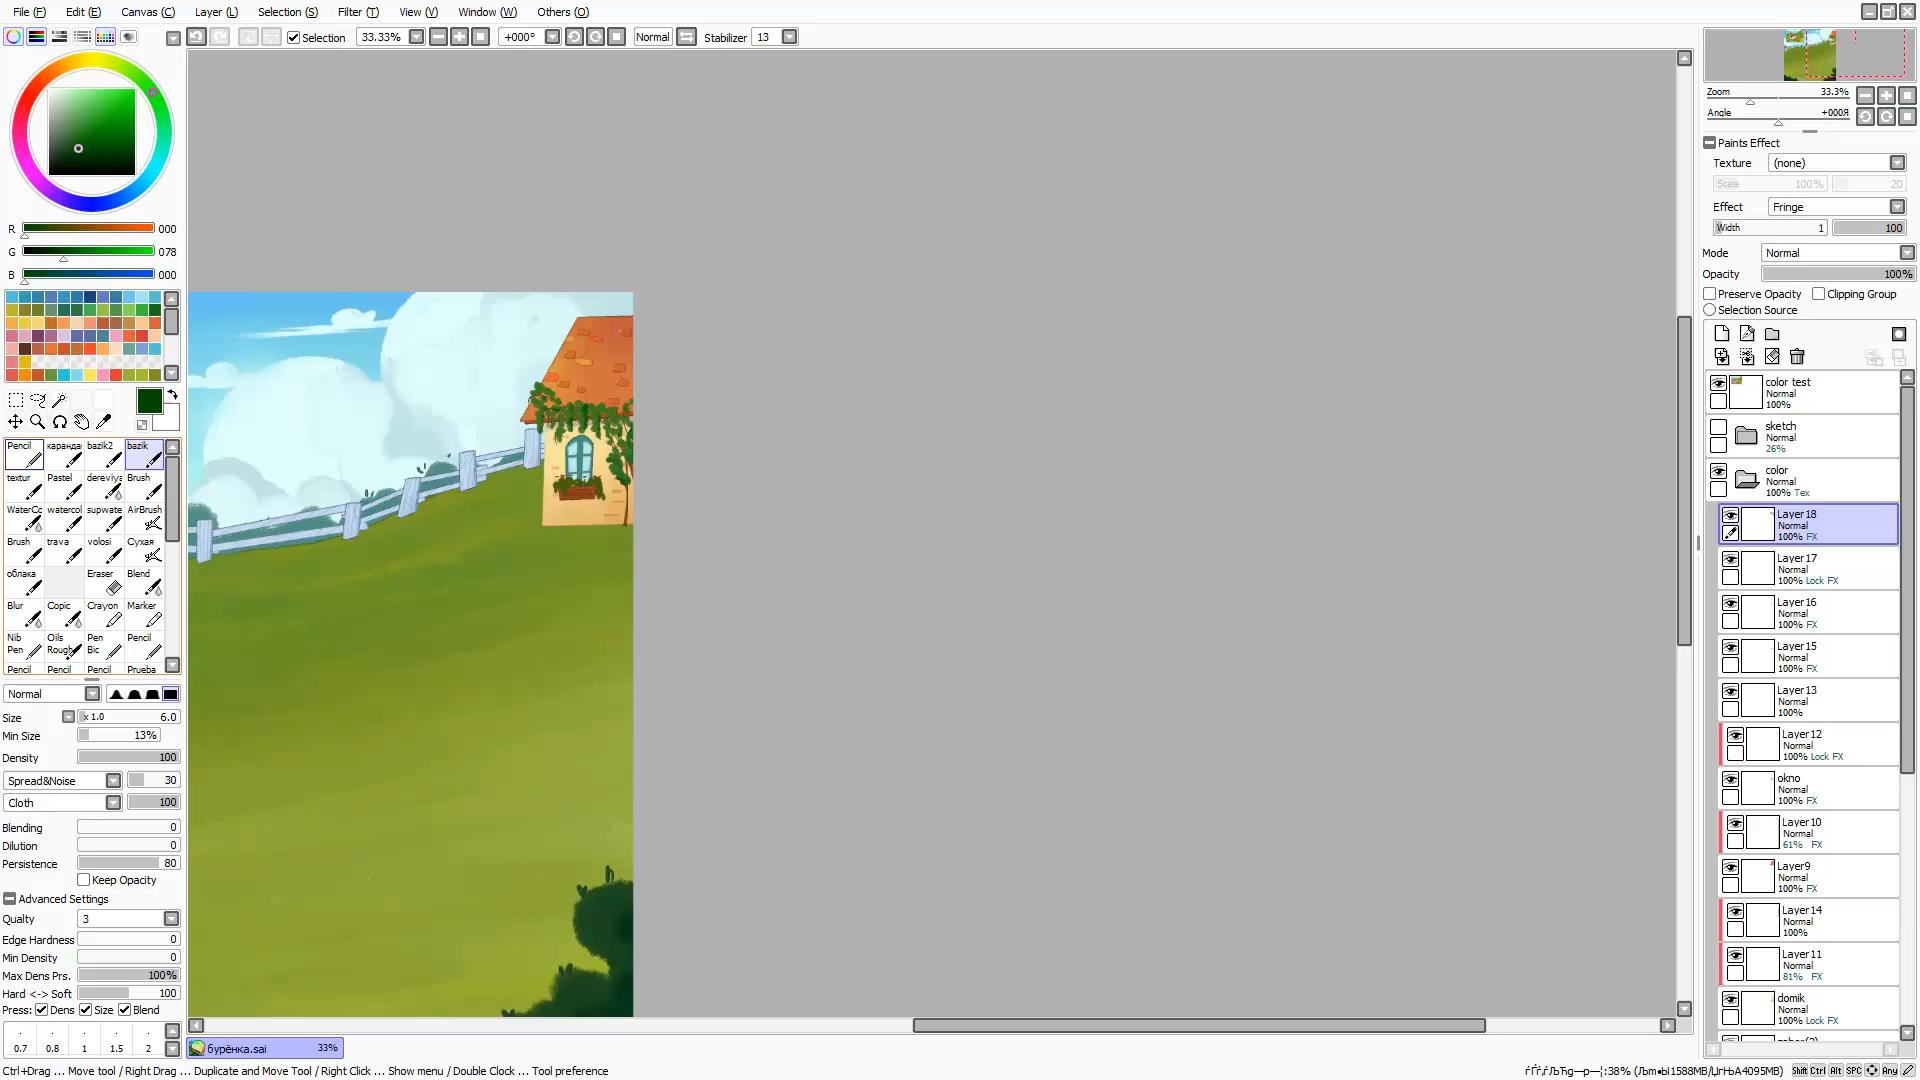 File (F) Edit (E) Canvas (C) Layer (L) Selection (S) Filter (T) View (V) Window (W) Others (O)
Selection 33.33% +000° Normal Stabilizer 13
Zoom 33.3%
Angle +000Я
Paints Effect
Texture (none)
Scale 100% 20
Effect Fringe
Width 1 100
Mode Normal
Opacity 100%
Preserve Opacity Clipping Group
Selection Source
R 000
G 078
B 000
Pencil каранда bazik2 bazik
textur Pastel dereviya Brush
WaterCo watercol supwate AirBrush
Brush trava volosi Сухая
облака Eraser Blend
Blur Copic Crayon Marker
Nib Pen Oils Rough Pen Bic Pencil
Pencil Pencil Pencil Prueba
Normal
Size x 1.0 6.0
Min Size 13%
Density 100
Spread&Noise 30
Cloth 100
Blending 0
Dilution 0
Persistence 80
Keep Opacity
Advanced Settings
Qualty 3
Edge Hardness 0
Min Density 0
Max Dens Prs. 100%
Hard <-> Soft 100
Press: Dens Size Blend
0.7 0.8 1 1.5 2
color test
Normal
100%
sketch
Normal
26%
color
Normal
100% Tex
Layer18
Normal
100% FX
Layer17
Normal
100% Lock FX
Layer16
Normal
100% FX
Layer15
Normal
100% FX
Layer13
Normal
100%
Layer12
Normal
100% Lock FX
okno
Normal
100% FX
Layer10
Normal
61% FX
Layer9
Normal
100% FX
Layer14
Normal
100%
Layer11
Normal
81% FX
domik
Normal
100% Lock FX
бурёнка.sai 33%
Ctrl+Drag ... Move tool / Right Drag ... Duplicate and Move Tool / Right Click ... Show menu / Double Clock ... Tool preference
Shift Ctrl Alt SPC Any